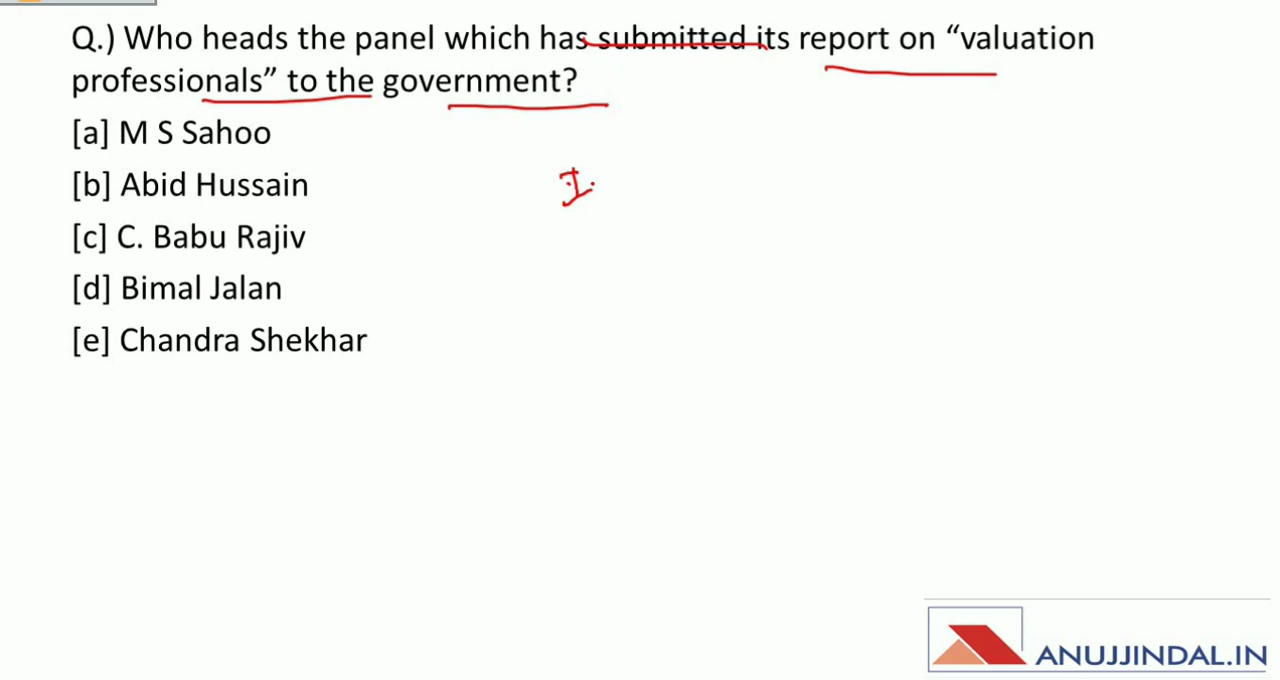 Q.) Who heads the panel which has submitted its report on “valuation
professionals” to the government?
[a] M S Sahoo
[b] Abid Hussain
[c] C. Babu Rajiv
[d] Bimal Jalan
[e] Chandra Shekhar
ANUJJINDAL.IN